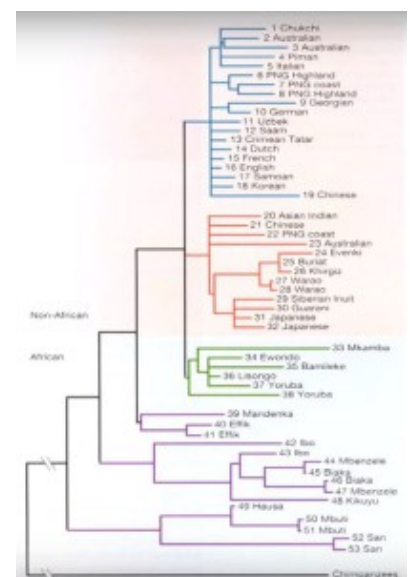 1 Chukchi
2 Australian
3 Australian
4 Piman
5 Italian
6 PNG Highland
7 PNG coast
8 PNG Highland
9 Georgian
10 German
11 Uzbek
12 Saam
13 Crimean Tatar
14 Dutch
15 French
16 English
17 Samoan
18 Korean
19 Chinese
20 Asian Indian
21 Chinese
22 PNG coast
23 Australian
24 Evenki
25 Buriat
26 Khirgiz
27 Warao
28 Warao
29 Siberian Inuit
30 Guarani
31 Japanese
32 Japanese
Non-African
African
33 Mkamba
34 Ewondo
35 Bamileke
36 Lisongo
37 Yoruba
38 Yoruba
39 Mandenka
40 Effik
41 Effik
42 Ibo
43 Ibo
44 Mbenzele
45 Biaka
46 Biaka
47 Mbenzele
48 Kikuyu
49 Hausa
50 Mbuti
51 Mbuti
52 San
53 San
Chimpanzees